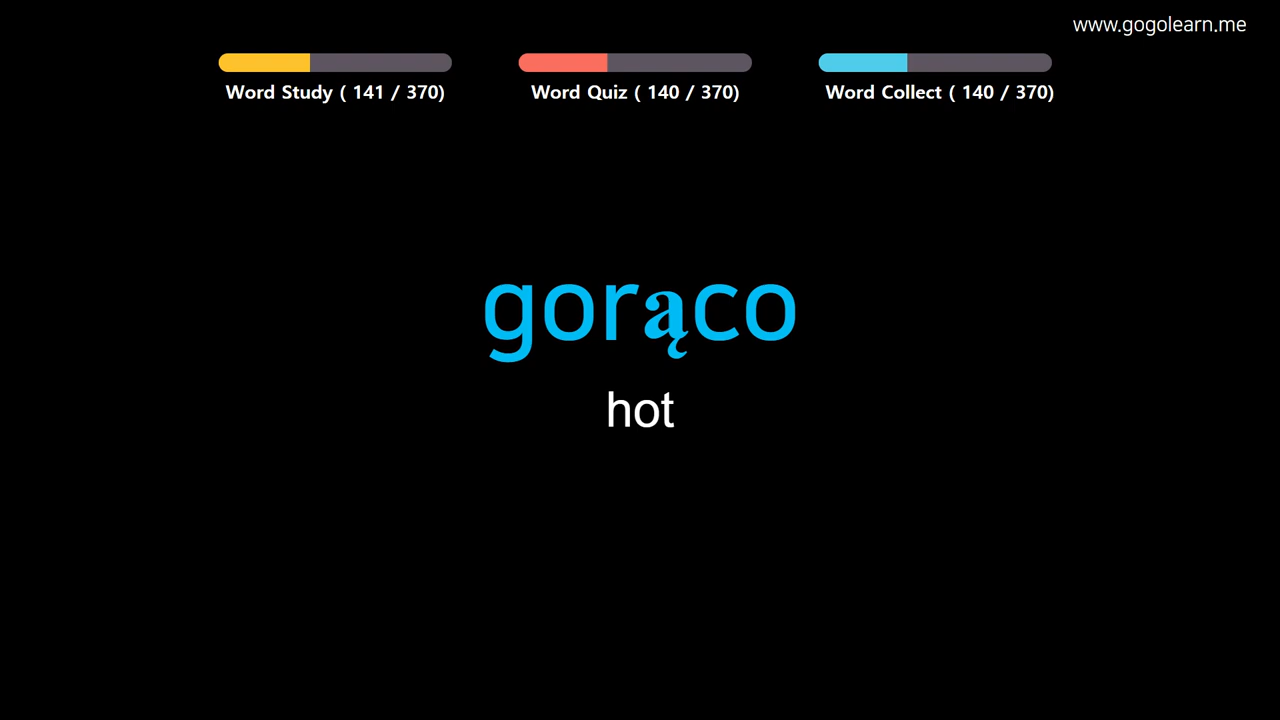 www.gogolearn.me
Word Study ( 141 / 370)
Word Quiz ( 140 / 370)
Word Collect ( 140 / 370)
gorąco
hot